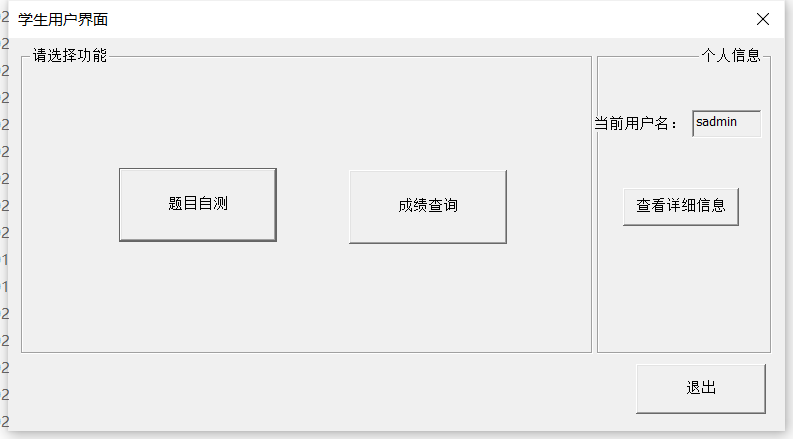 学生用户界面
请选择功能
个人信息
当前用户名：
sadmin
题目自测
成绩查询
查看详细信息
退出